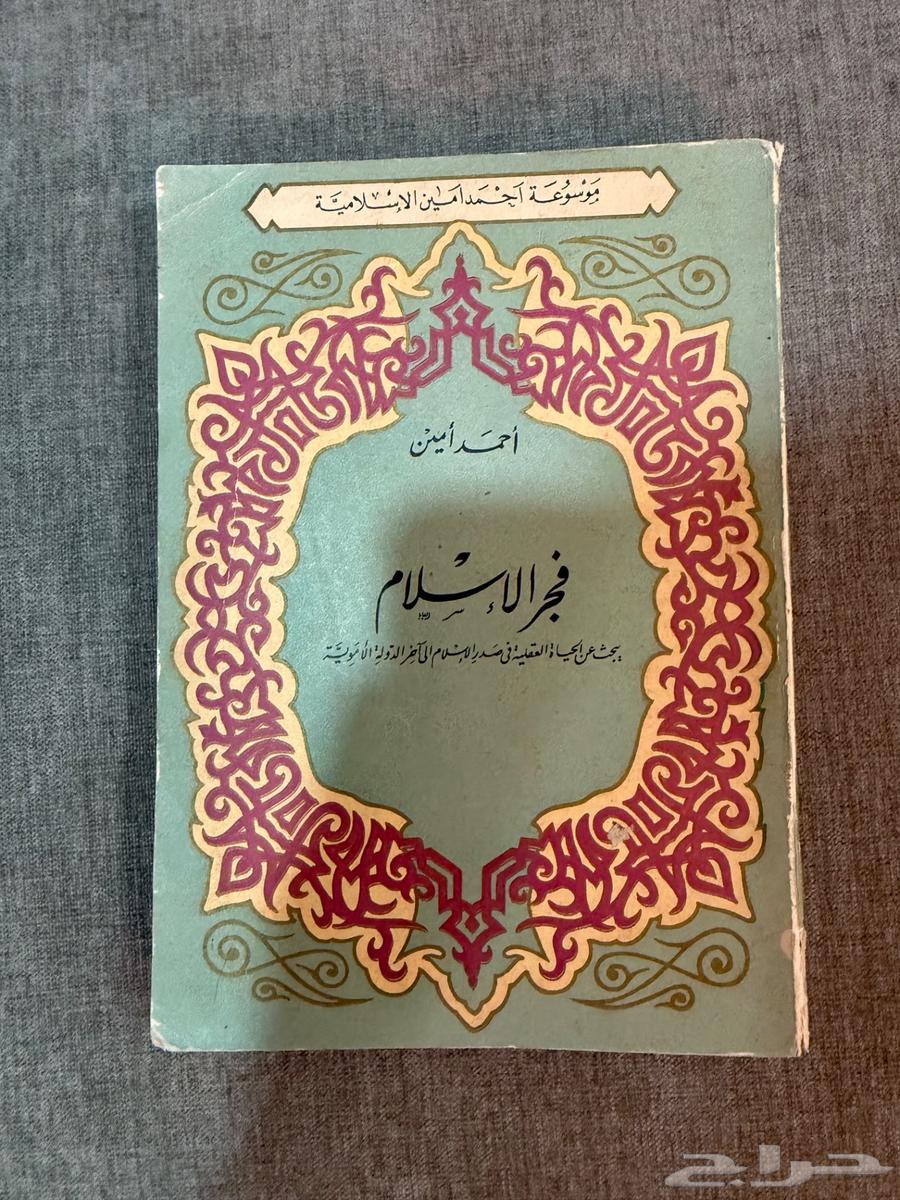 موسوعة أحمد أمين الإسلامية
أحمد أمين
فجر الإسلام
يبحث عن الحياة العقلية في صدر الإسلام الى آخر الدولة الأموية
حراج